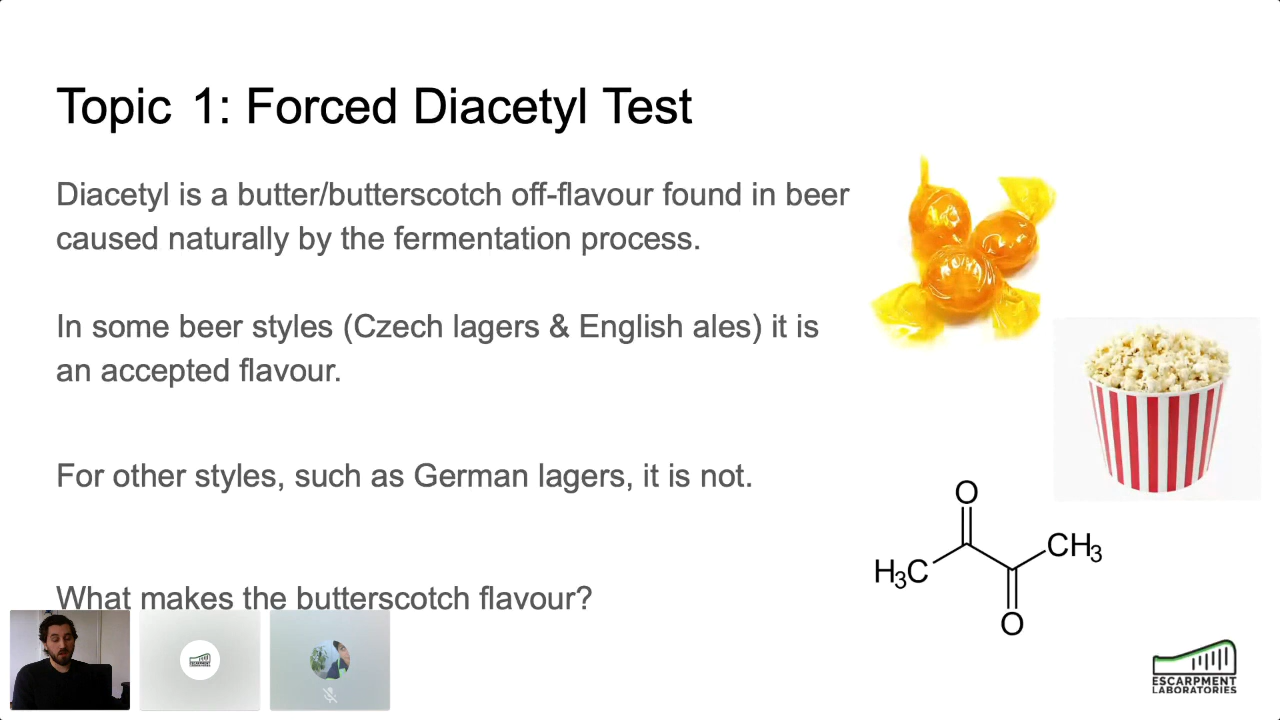 Topic 1: Forced Diacetyl Test
Diacetyl is a butter/butterscotch off-flavour found in beer
caused naturally by the fermentation process.
In some beer styles (Czech lagers & English ales) it is
an accepted flavour.
For other styles, such as German lagers, it is not.
What makes the butterscotch flavour?
O
H₃C
CH₃
O
ESCARPMENT
LABORATORIES
ESCARPMENT
LABORATORIES